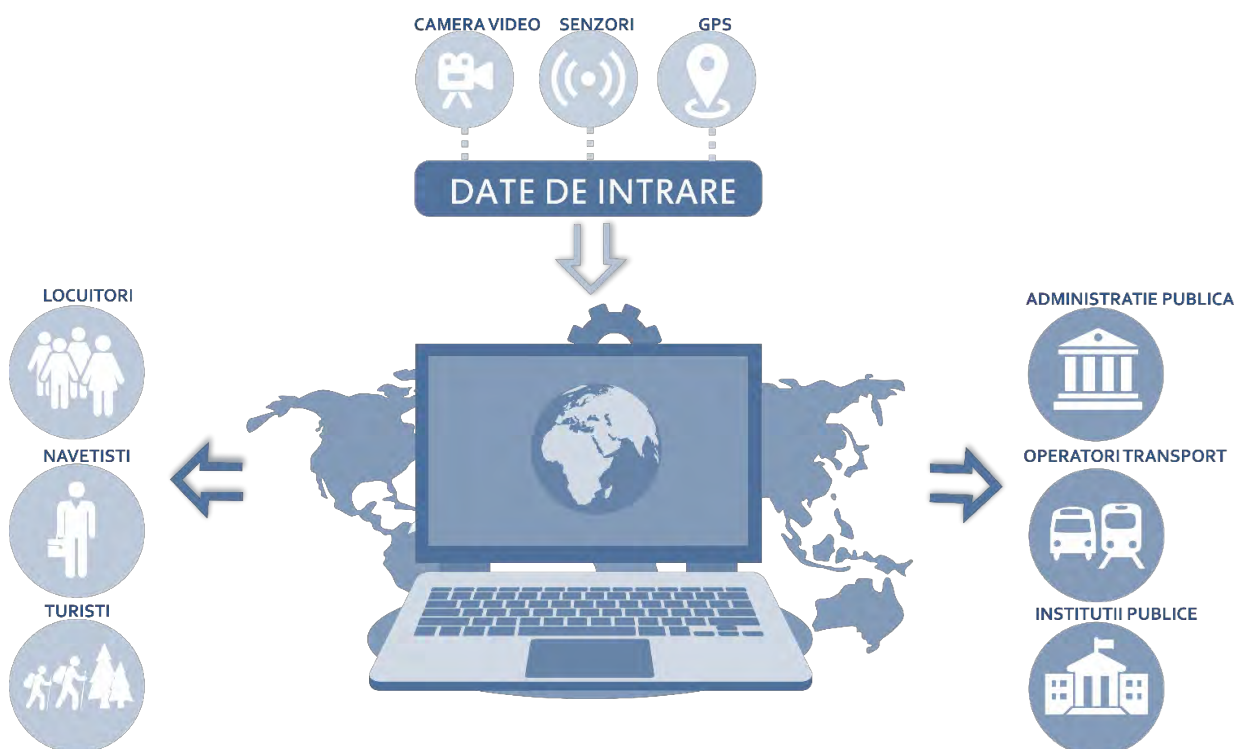 CAMERA VIDEO
SENZORI
GPS
DATE DE INTRARE
LOCUITORI
NAVETISTI
TURISTI
ADMINISTRATIE PUBLICA
OPERATORI TRANSPORT
INSTITUTII PUBLICE